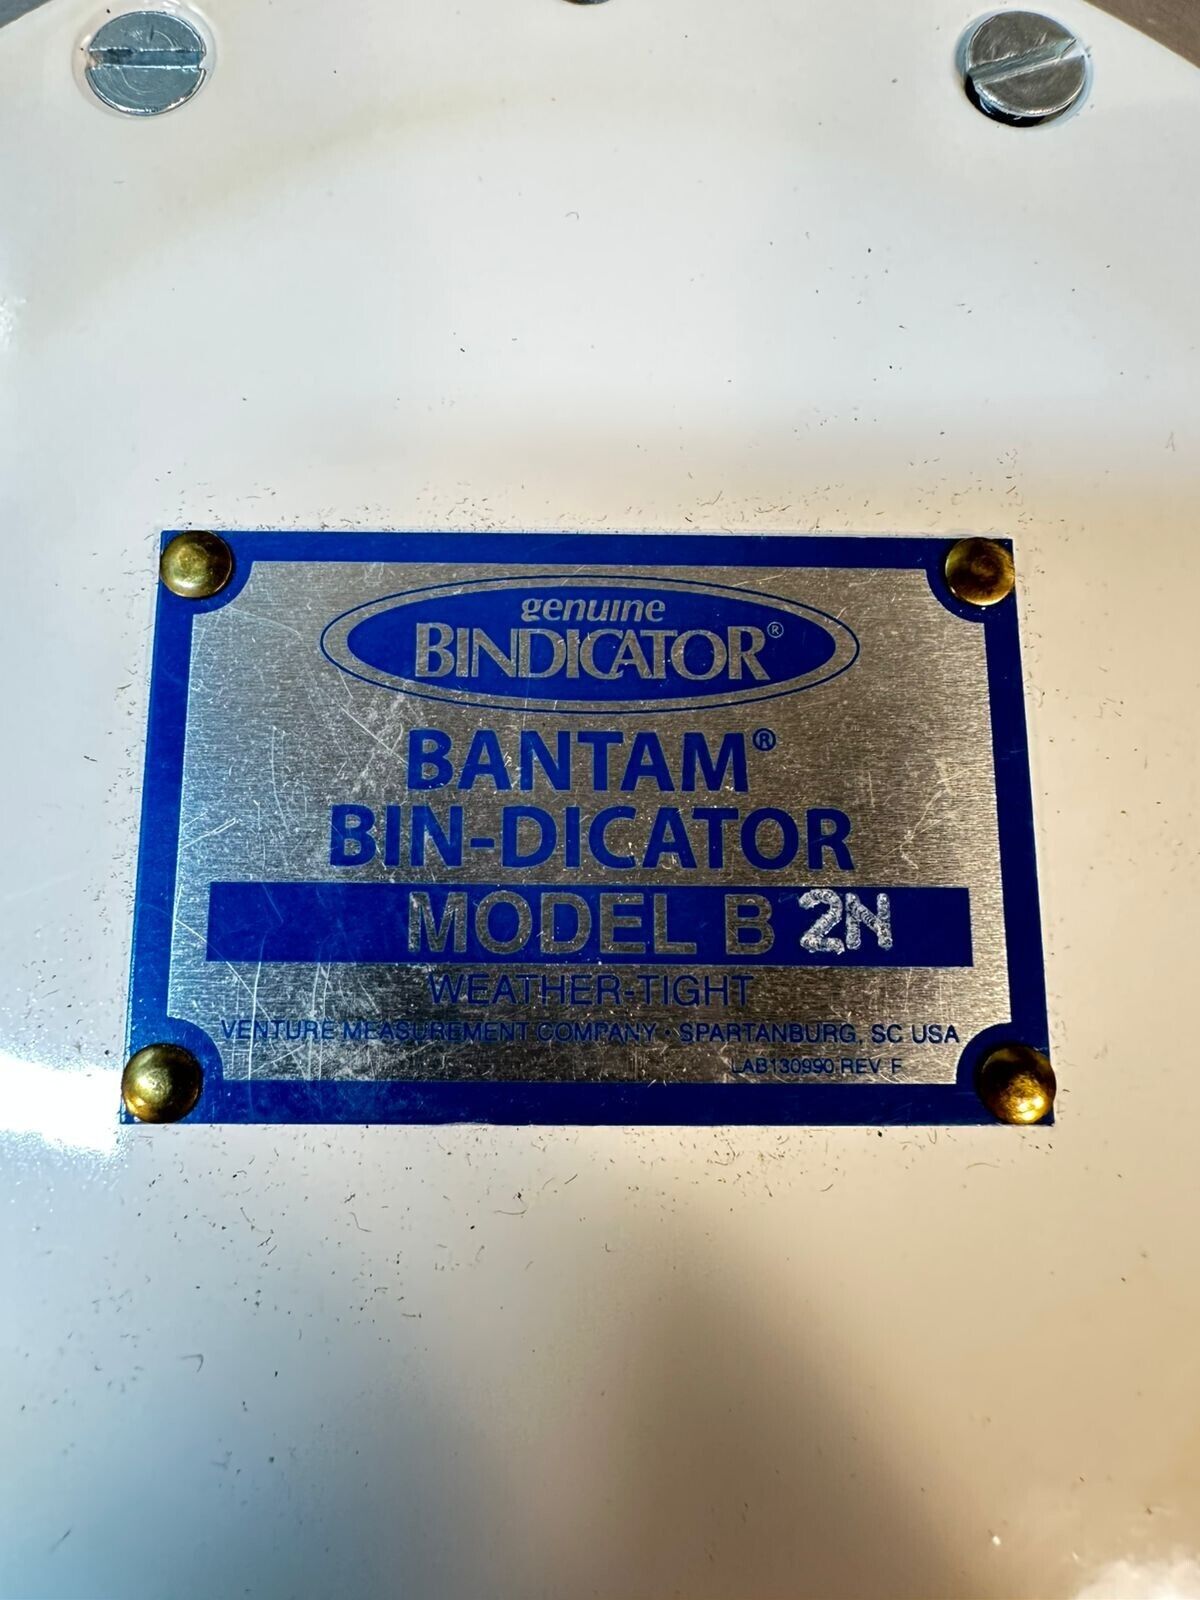 genuine
BINDICATOR®
BANTAM®
BIN-DICATOR
MODEL B 2N
WEATHER-TIGHT
VENTURE MEASUREMENT COMPANY · SPARTANBURG, SC USA
LAB130990 REV F